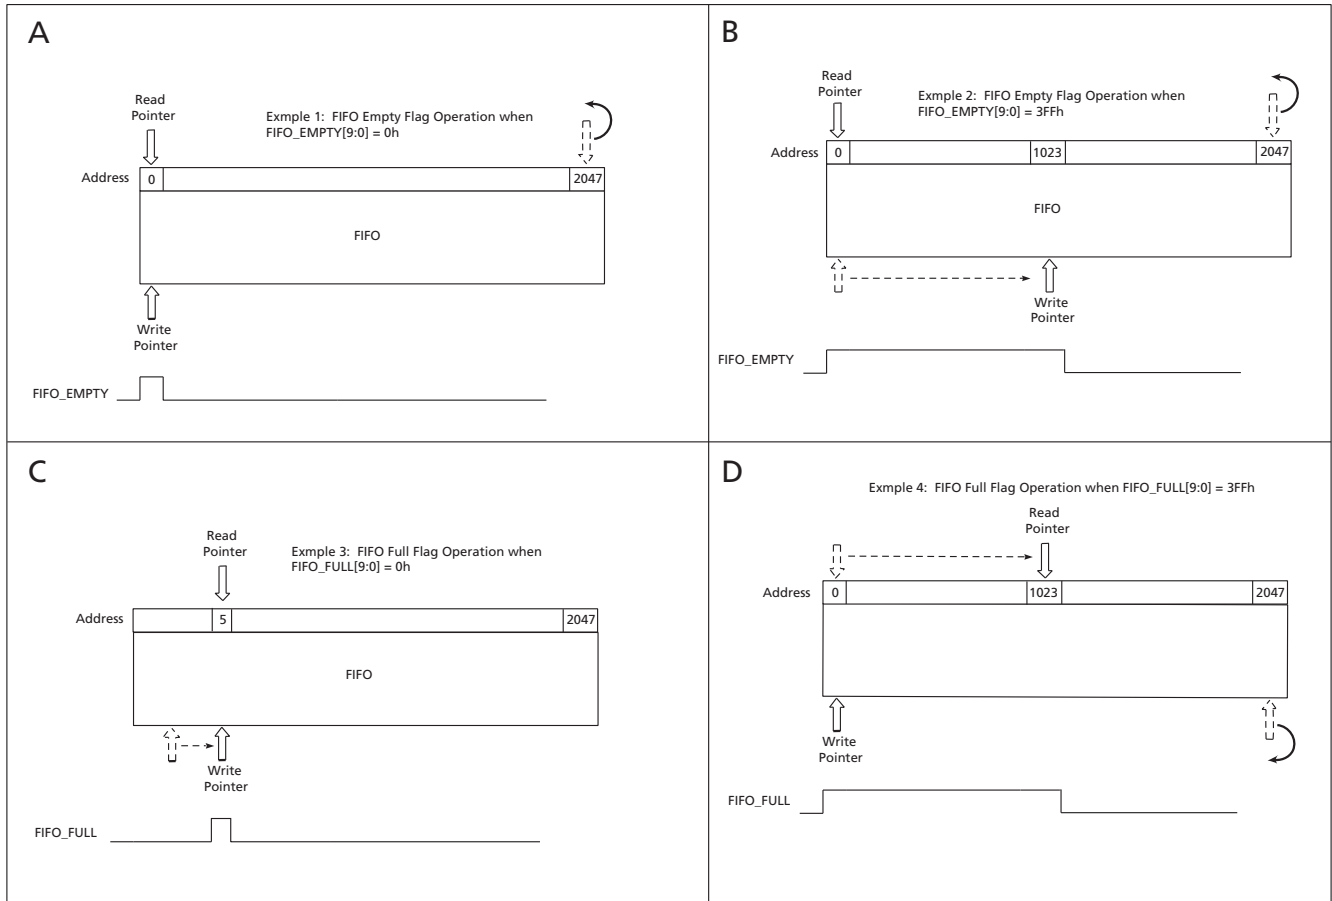 A
Read
Pointer
Exmple 1: FIFO Empty Flag Operation when
FIFO_EMPTY[9:0] = 0h
Address
0
2047
FIFO
Write
Pointer
FIFO_EMPTY
B
Read
Pointer
Exmple 2: FIFO Empty Flag Operation when
FIFO_EMPTY[9:0] = 3FFh
Address
0
1023
2047
FIFO
Write
Pointer
FIFO_EMPTY
C
Read
Pointer
Exmple 3: FIFO Full Flag Operation when
FIFO_FULL[9:0] = 0h
Address
5
2047
FIFO
Write
Pointer
FIFO_FULL
D
Exmple 4: FIFO Full Flag Operation when FIFO_FULL[9:0] = 3FFh
Read
Pointer
Address
0
1023
2047
Write
Pointer
FIFO_FULL